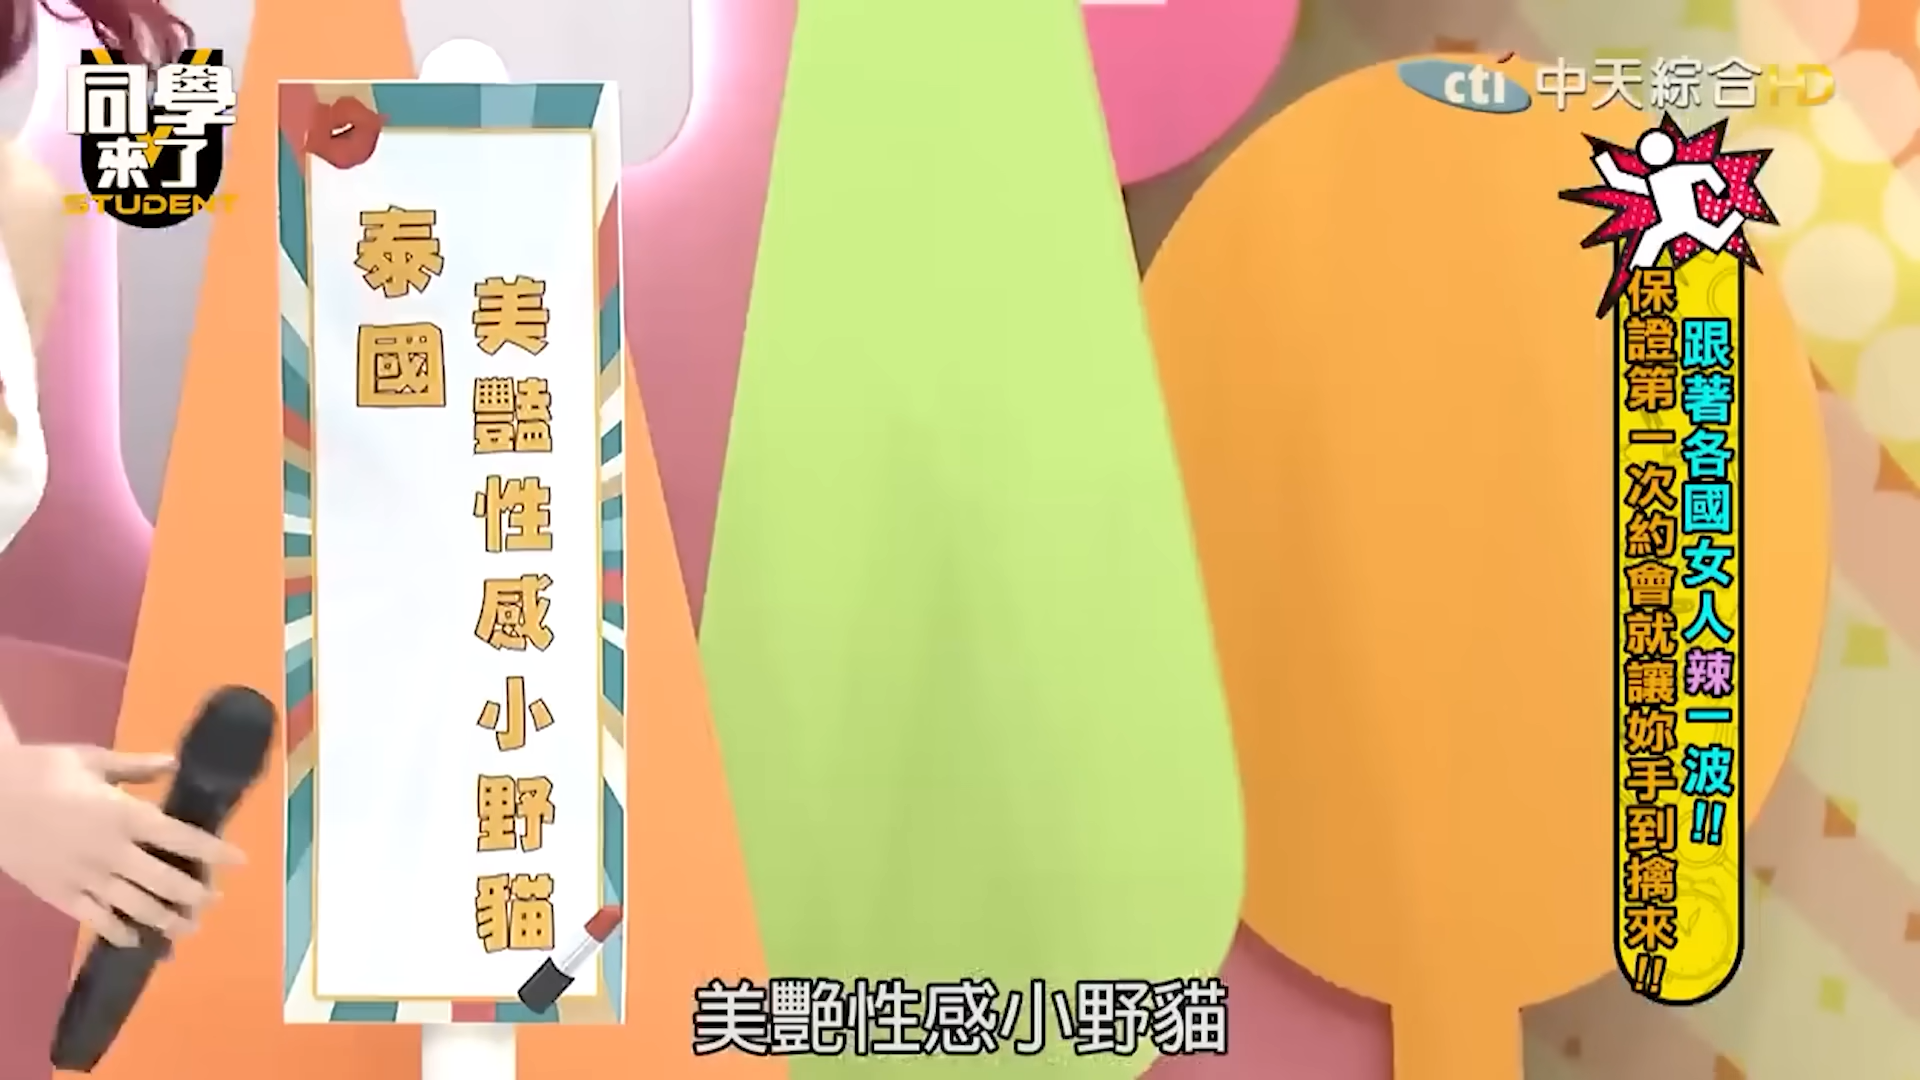 同學
來了
STUDENT
cti 中天綜合HD
泰國
美豔性感小野貓
跟著各國女人辣一波!!
保證第一次約會就讓妳手到擒來!!
美艷性感小野貓